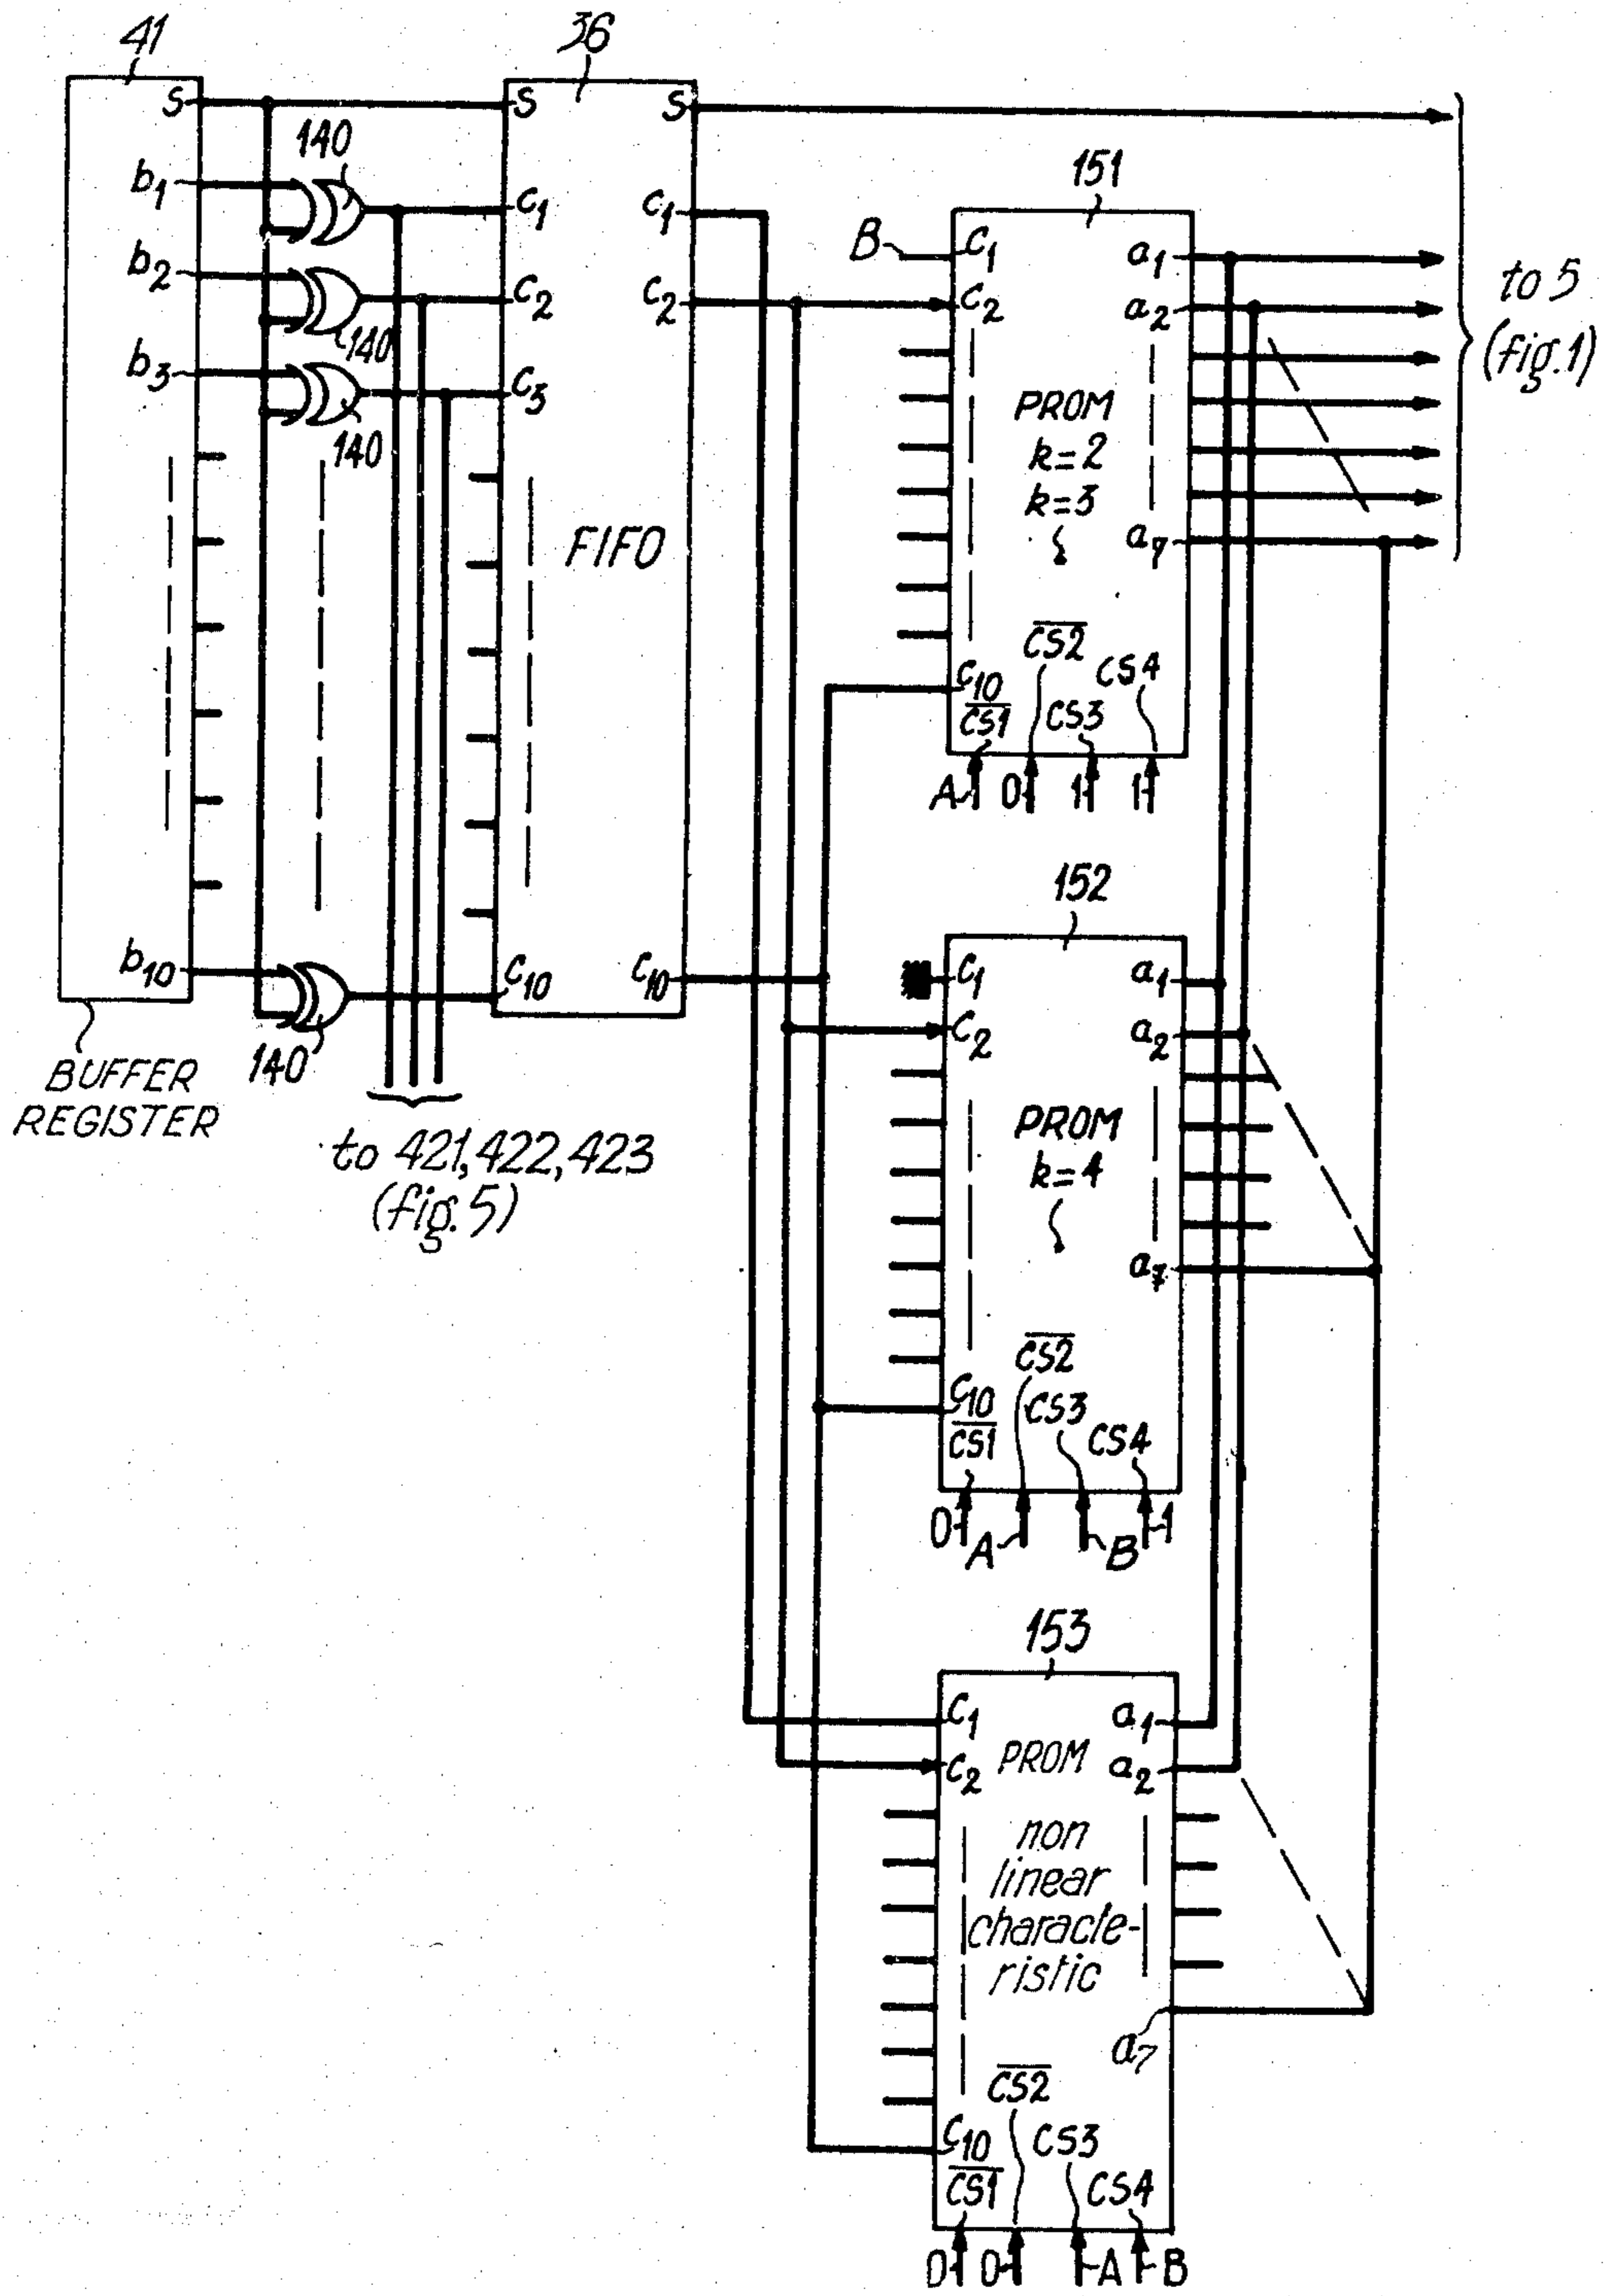 41
36
S
S
S
140
b1
c1
c1
b2
c2
c2
140
b3
c3
140
FIFO
b10
c10
c10
140
BUFFER
REGISTER
to 421,422,423
(fig.5)
151
B
c1
a1
c2
a2
to 5
(fig.1)
PROM
k=2
k=3
a7
CS2
CS4
c10
CS1
CS3
A
0
1
1
152
c1
a1
c2
a2
PROM
k=4
a7
CS2
c10
CS3
CS1
CS4
0
A
B
1
153
c1
a1
PROM
c2
a2
non
linear
characte-
ristic
a7
CS2
c10
CS3
CS1
CS4
0
0
A
B